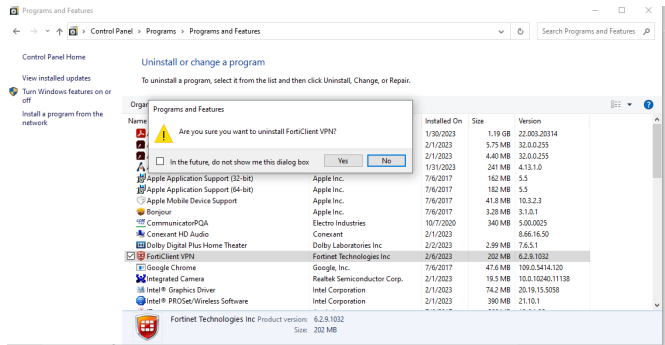 Programs and Features
Control Panel > Programs > Programs and Features
Search Programs and Features
Control Panel Home
View installed updates
Turn Windows features on or
off
Install a program from the
network
Uninstall or change a program
To uninstall a program, select it from the list and then click Uninstall, Change, or Repair.
Orga
Programs and Features
Are you sure you want to uninstall FortiClient VPN?
In the future, do not show me this dialog box
Yes
No
Name Installed On Size Version
1/30/2023 1.19 GB 22.003.20314
2/1/2023 5.75 MB 32.0.0.255
2/1/2023 4.40 MB 32.0.0.255
1/31/2023 241 MB 4.13.1.0
Apple Application Support (32-bit) Apple Inc. 7/6/2017 162 MB 5.5
Apple Application Support (64-bit) Apple Inc. 7/6/2017 182 MB 5.5
Apple Mobile Device Support Apple Inc. 7/6/2017 41.8 MB 10.3.2.3
Bonjour Apple Inc. 7/6/2017 3.28 MB 3.1.0.1
CommunicatorPQA Electro Industries 10/7/2020 340 MB 5.00.0025
Conexant HD Audio Conexant 2/1/2023 8.66.16.50
Dolby Digital Plus Home Theater Dolby Laboratories Inc 2/2/2023 2.99 MB 7.6.5.1
FortiClient VPN Fortinet Technologies Inc 2/6/2023 202 MB 6.2.9.1032
Google Chrome Google, Inc. 7/6/2017 47.6 MB 109.0.5414.120
Integrated Camera Realtek Semiconductor Corp. 2/1/2023 19.5 MB 10.0.10240.11138
Intel® Graphics Driver Intel Corporation 2/1/2023 74.2 MB 20.19.15.5058
Intel® PROSet/Wireless Software Intel Corporation 2/1/2023 390 MB 21.10.1
Fortinet Technologies Inc Product version: 6.2.9.1032
Size: 202 MB